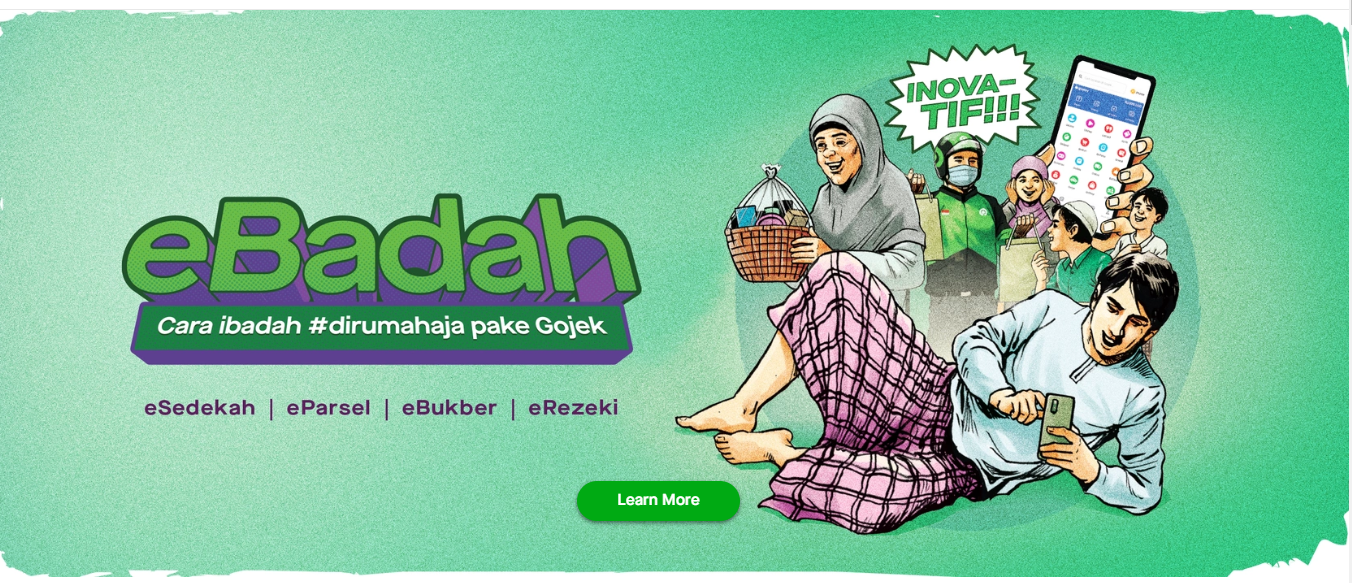 eBadah
Cara ibadah #dirumahaja pake Gojek
eSedekah | eParsel | eBukber | eRezeki
INOVA-
TIF!!!
Learn More